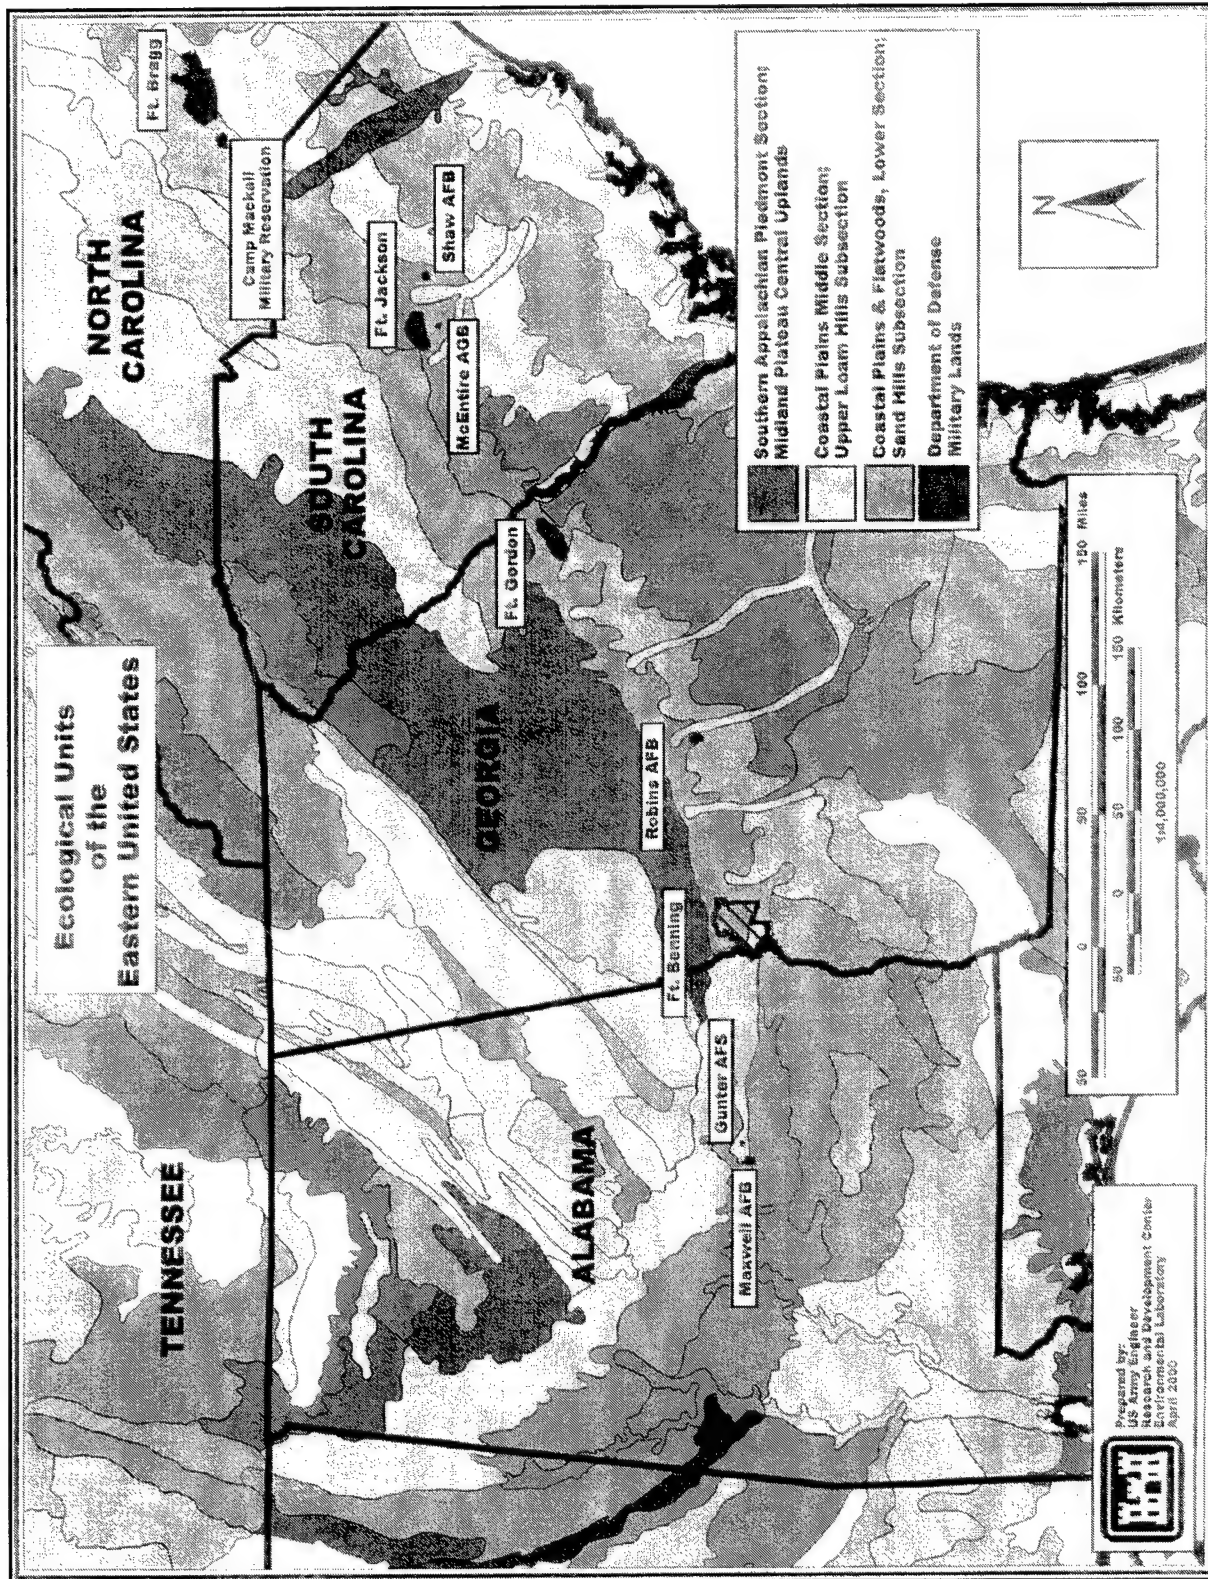 Ecological Units
of the
Eastern United States
TENNESSEE
NORTH
CAROLINA
Ft. Bragg
Camp Mackall
Military Reservation
SOUTH
CAROLINA
Ft. Jackson
Shaw AFB
McEntire AGB
Ft. Gordon
GEORGIA
ALABAMA
Robins AFB
Ft. Benning
Gunter AFS
Maxwell AFB
Southern Appalachian Piedmont Section;
Midland Plateau Central Uplands
Coastal Plains Middle Section;
Upper Loam Hills Subsection
Coastal Plains & Flatwoods, Lower Section;
Sand Hills Subsection
Department of Defense
Military Lands
N
50 0 50 100 150 Miles
50 0 50 100 150 Kilometers
1:4,000,000
Prepared by:
US Army Engineer
Research and Development Center
Environmental Laboratory
April 2000